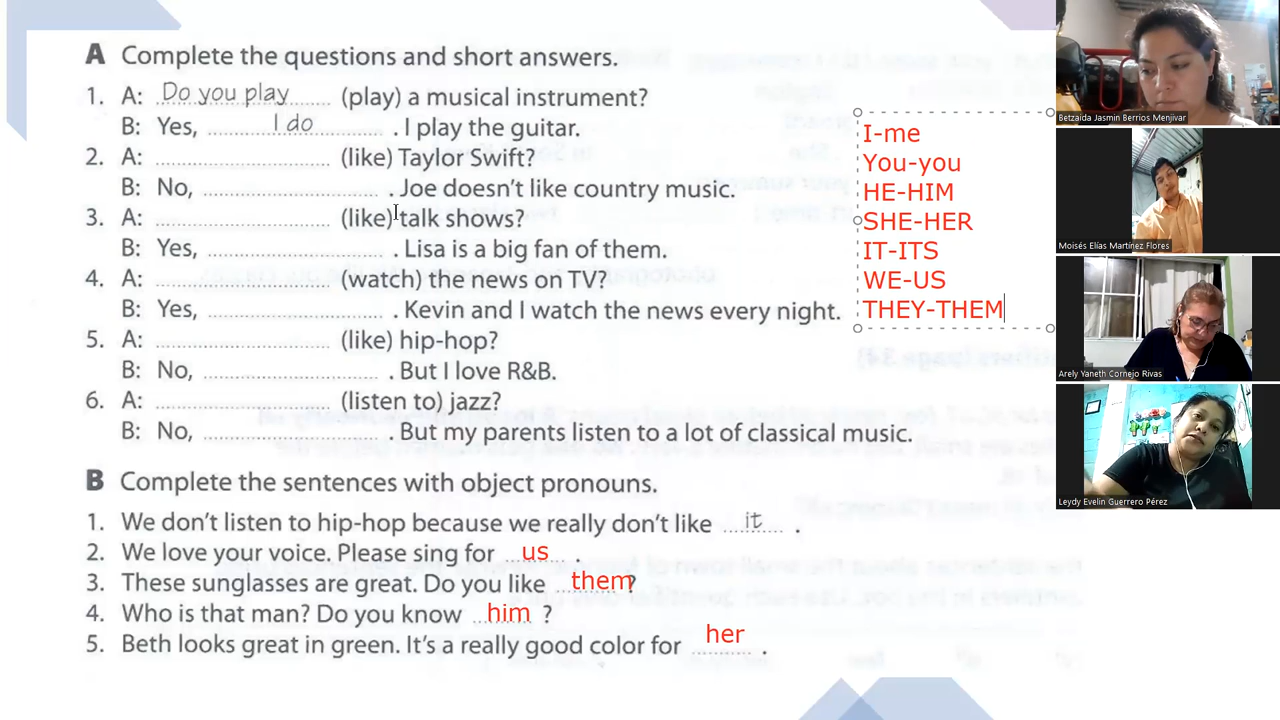 A Complete the questions and short answers.
1. A: Do you play (play) a musical instrument?
B: Yes, I do . I play the guitar.
2. A: (like) Taylor Swift?
B: No, . Joe doesn't like country music.
3. A: (like) talk shows?
B: Yes, . Lisa is a big fan of them.
4. A: (watch) the news on TV?
B: Yes, . Kevin and I watch the news every night.
5. A: (like) hip-hop?
B: No, . But I love R&B.
6. A: (listen to) jazz?
B: No, . But my parents listen to a lot of classical music.
B Complete the sentences with object pronouns.
1. We don't listen to hip-hop because we really don't like it .
2. We love your voice. Please sing for us .
3. These sunglasses are great. Do you like them?
4. Who is that man? Do you know him ?
5. Beth looks great in green. It's a really good color for her .
I-me
You-you
HE-HIM
SHE-HER
IT-ITS
WE-US
THEY-THEM
Betzaida Jasmin Berrios Menjivar
Moisés Elías Martínez Flores
Arely Yaneth Cornejo Rivas
Leydy Evelin Guerrero Pérez